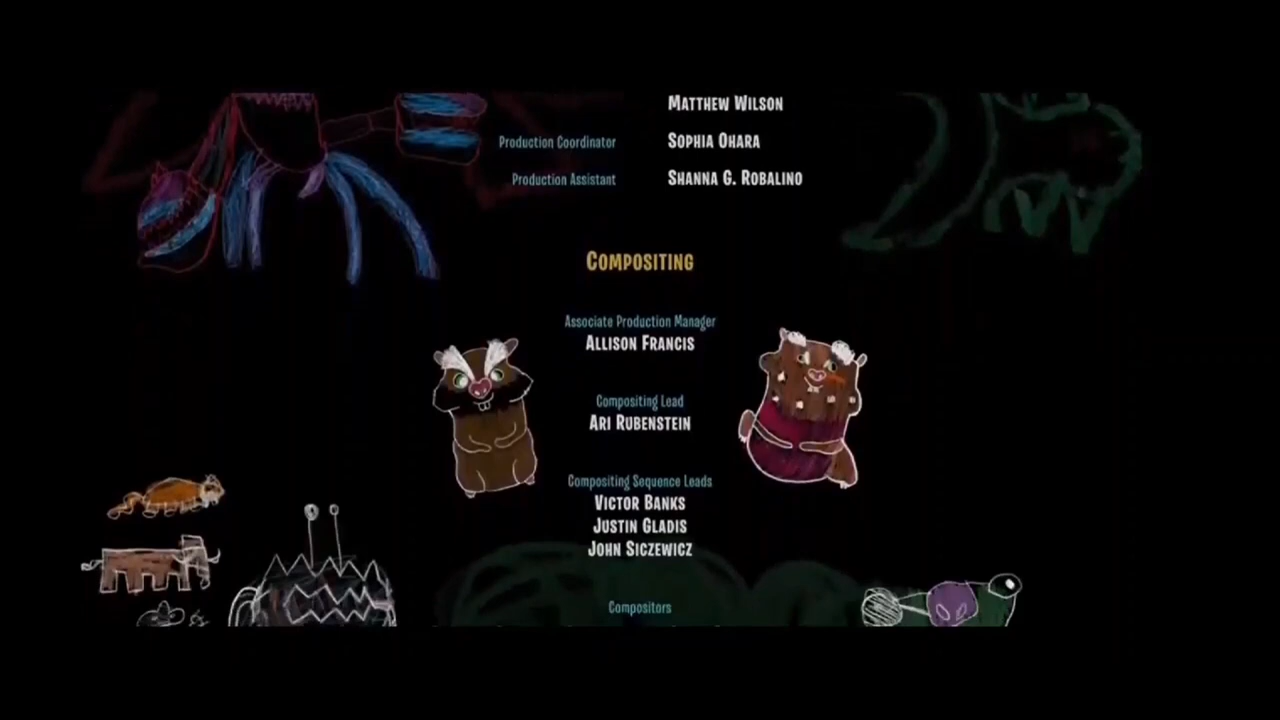 MATTHEW WILSON
Production Coordinator SOPHIA OHARA
Production Assistant SHANNA G. ROBALINO
COMPOSITING
Associate Production Manager
ALLISON FRANCIS
Compositing Lead
ARI RUBENSTEIN
Compositing Sequence Leads
VICTOR BANKS
JUSTIN GLADIS
JOHN SICZEWICZ
Compositors